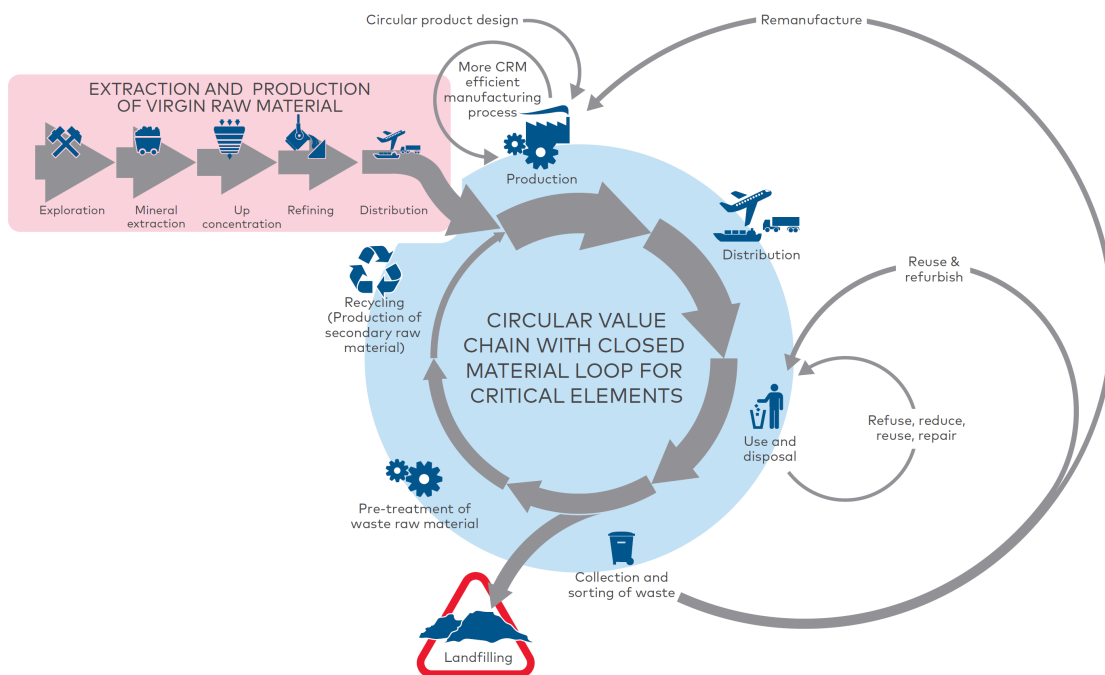 Circular product design
Remanufacture
More CRM
efficient
manufacturing
process
EXTRACTION AND PRODUCTION
OF VIRGIN RAW MATERIAL
Exploration
Mineral
extraction
Up
concentration
Refining
Distribution
Production
Distribution
Reuse &
refurbish
Recycling
(Production of
secondary raw
material)
CIRCULAR VALUE
CHAIN WITH CLOSED
MATERIAL LOOP FOR
CRITICAL ELEMENTS
Refuse, reduce,
reuse, repair
Use and
disposal
Pre-treatment of
waste raw material
Collection and
sorting of waste
Landfilling